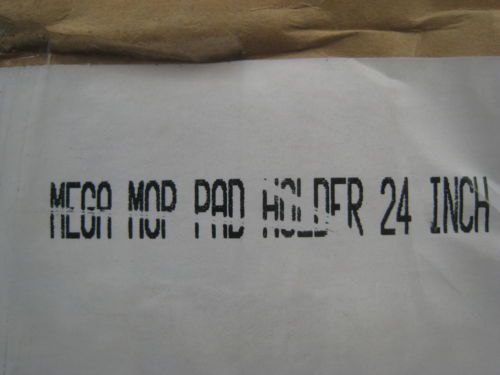 MEGA MOP PAD HOLDER 24 INCH